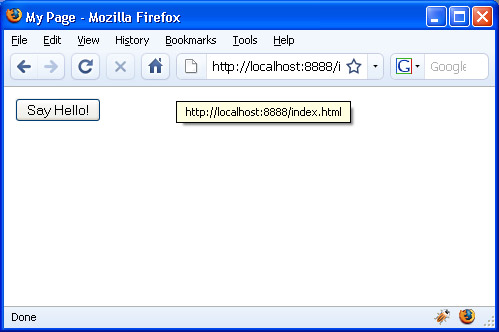 My Page - Mozilla Firefox
File Edit View History Bookmarks Tools Help
http://localhost:8888/i
G
Google
Say Hello!
http://localhost:8888/index.html
Done